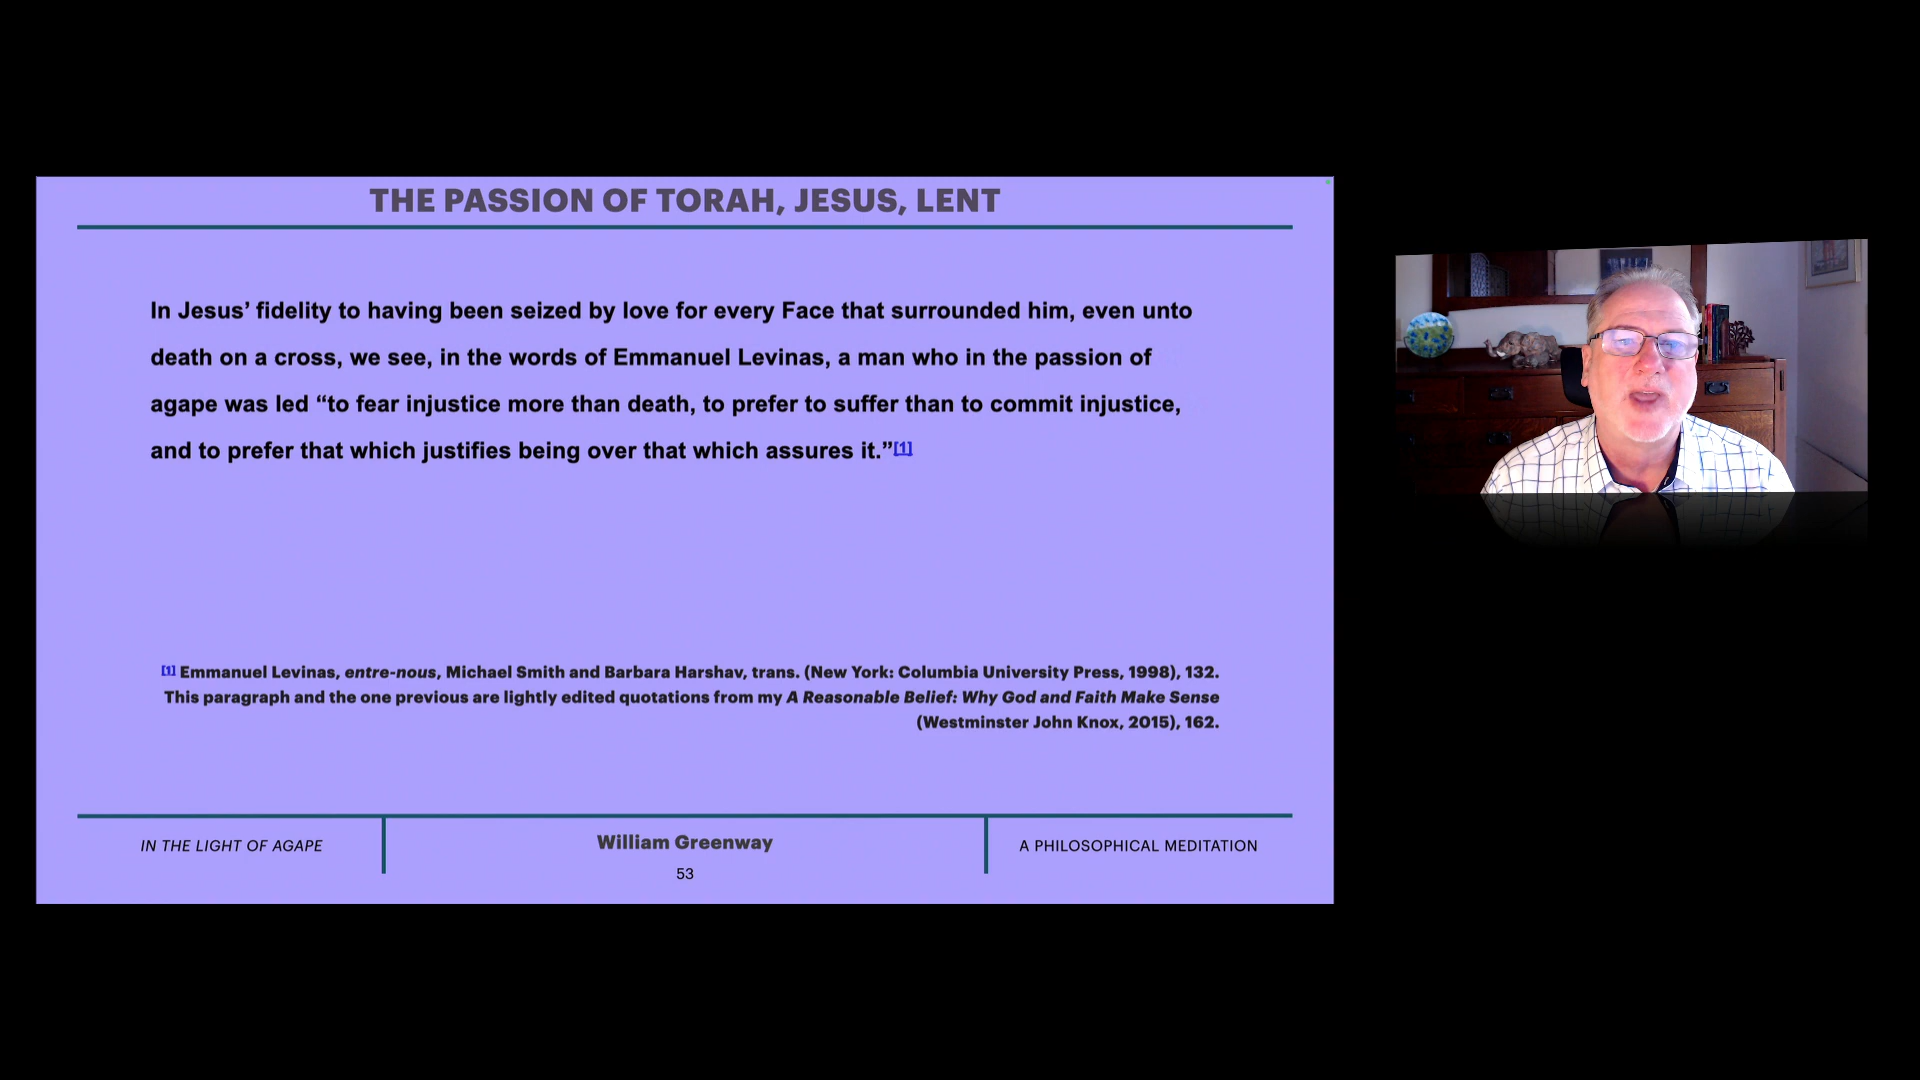 THE PASSION OF TORAH, JESUS, LENT
In Jesus’ fidelity to having been seized by love for every Face that surrounded him, even unto
death on a cross, we see, in the words of Emmanuel Levinas, a man who in the passion of
agape was led “to fear injustice more than death, to prefer to suffer than to commit injustice,
and to prefer that which justifies being over that which assures it.”[1]
[1] Emmanuel Levinas, entre-nous, Michael Smith and Barbara Harshav, trans. (New York: Columbia University Press, 1998), 132.
This paragraph and the one previous are lightly edited quotations from my A Reasonable Belief: Why God and Faith Make Sense
(Westminster John Knox, 2015), 162.
IN THE LIGHT OF AGAPE
William Greenway
53
A PHILOSOPHICAL MEDITATION